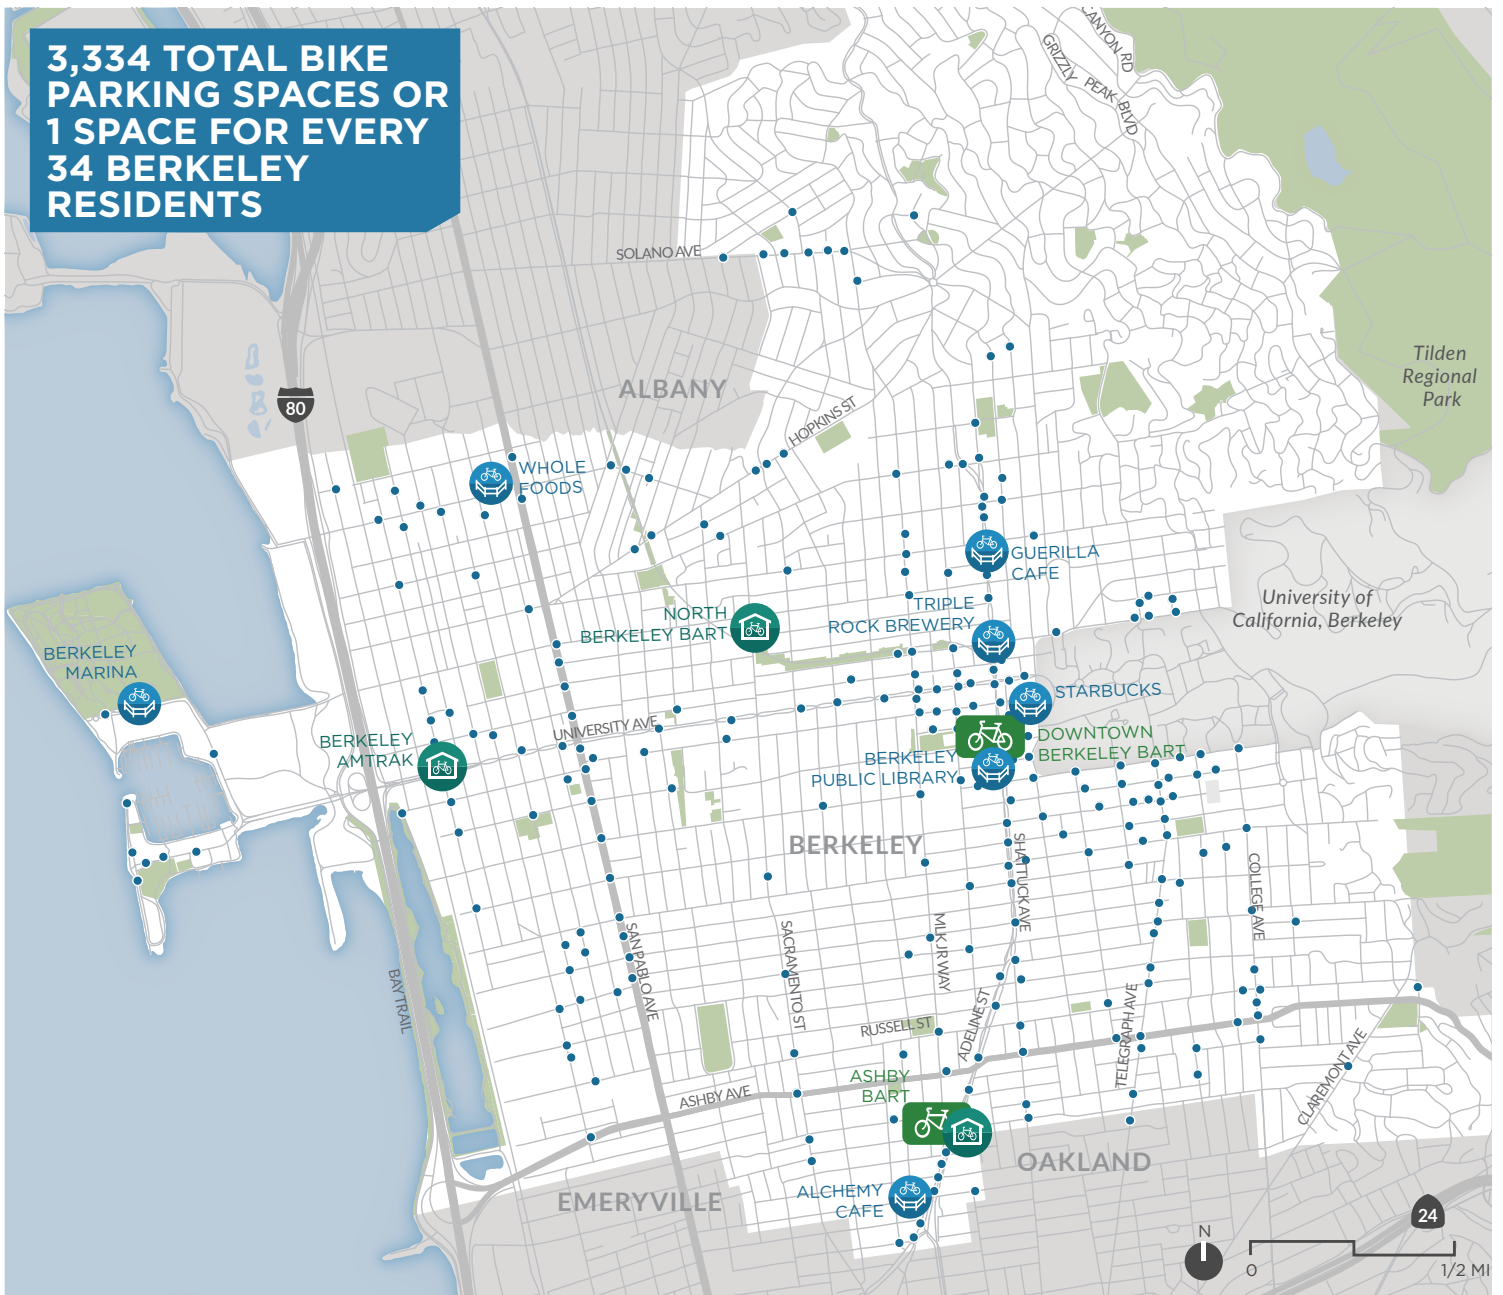 3,334 TOTAL BIKE
PARKING SPACES OR
1 SPACE FOR EVERY
34 BERKELEY
RESIDENTS
CANYON RD
GRIZZLY PEAK BLVD
SOLANO AVE
Tilden
Regional
Park
ALBANY
80
HOPKINS ST
WHOLE
FOODS
GUERILLA
CAFE
University of
California, Berkeley
NORTH
BERKELEY BART
TRIPLE
ROCK BREWERY
BERKELEY
MARINA
STARBUCKS
UNIVERSITY AVE
BERKELEY
AMTRAK
DOWNTOWN
BERKELEY BART
BERKELEY
PUBLIC LIBRARY
BERKELEY
SHATTUCK AVE
COLLEGE AVE
SAN PABLO AVE
SACRAMENTO ST
MLK JR WAY
BAY TRAIL
ADELINE ST
TELEGRAPH AVE
RUSSELL ST
CLAREMONT AVE
ASHBY AVE
ASHBY
BART
OAKLAND
EMERYVILLE
ALCHEMY
CAFE
24
N
0
1/2 MI